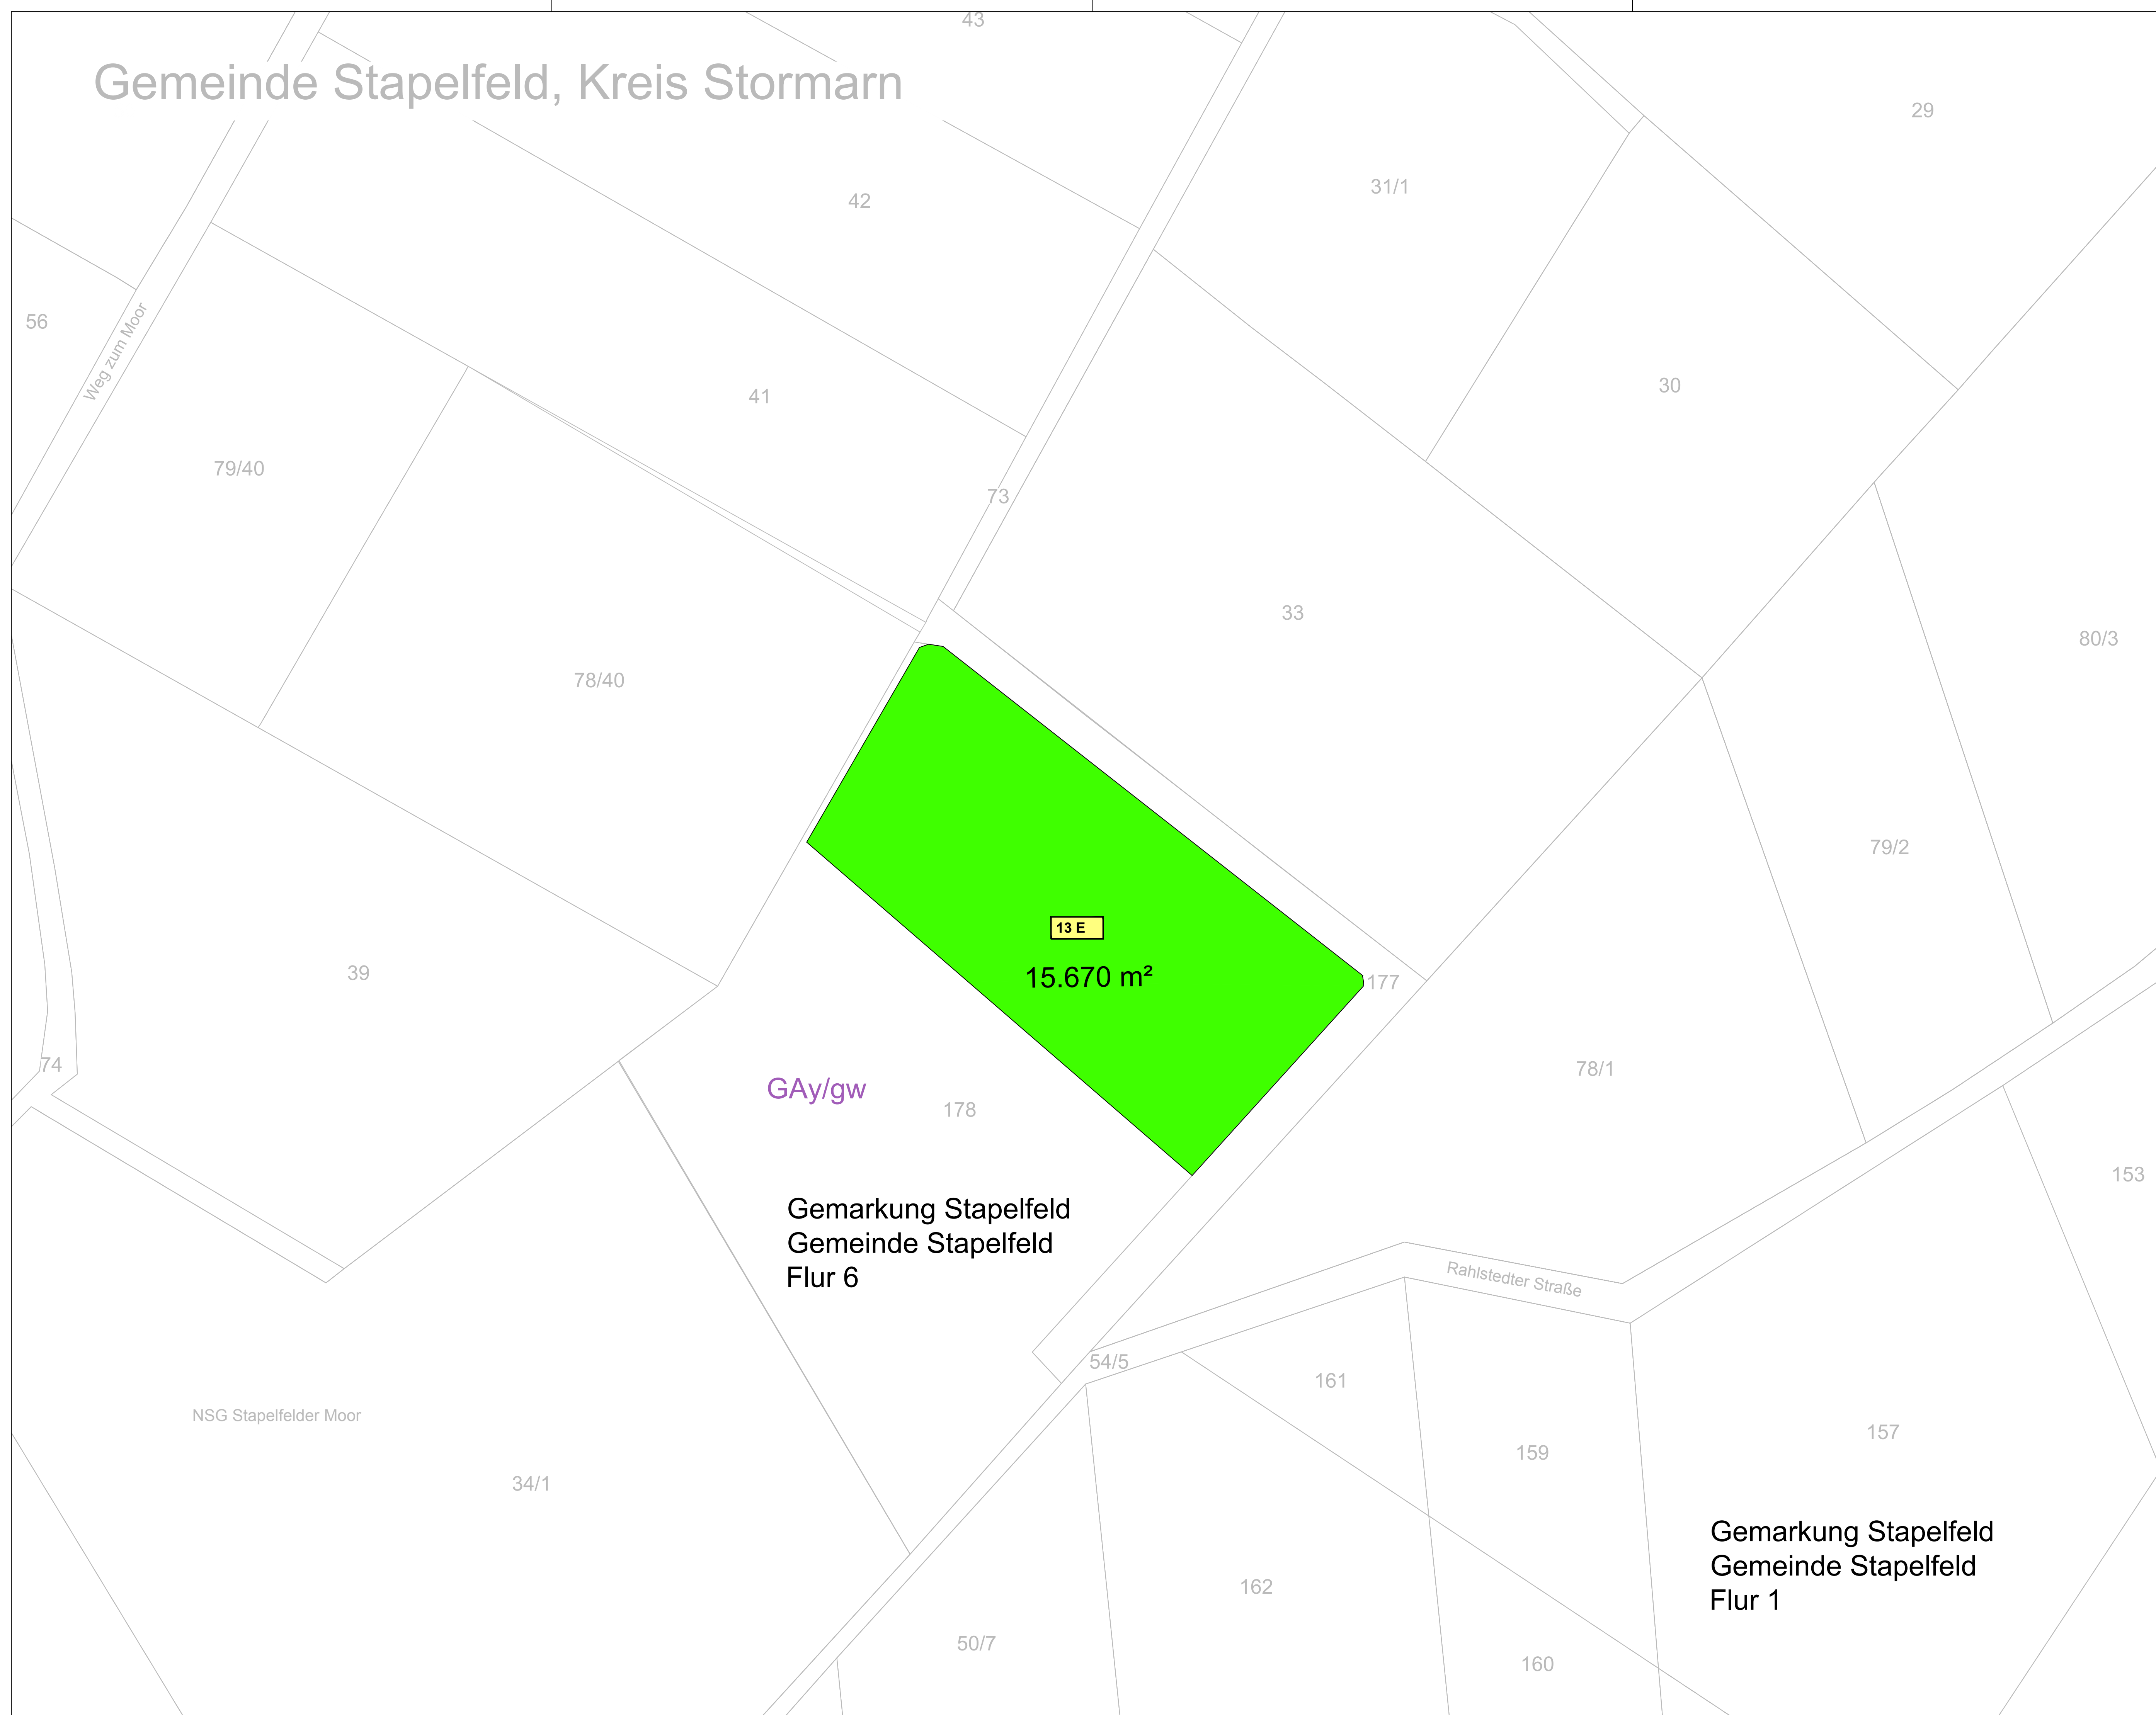 43
Gemeinde Stapelfeld, Kreis Stormarn
29
31/1
42
56
Weg zum Moor
30
41
79/40
73
33
80/3
78/40
79/2
13 E
15.670 m²
39
177
74
78/1
GAy/gw
178
153
Gemarkung Stapelfeld
Gemeinde Stapelfeld
Flur 6
Rahlstedter Straße
54/5
161
NSG Stapelfelder Moor
157
159
34/1
Gemarkung Stapelfeld
Gemeinde Stapelfeld
Flur 1
162
50/7
160